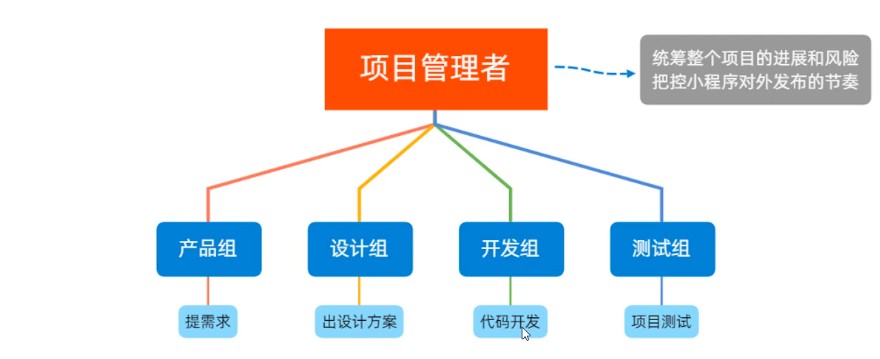 项目管理者
统筹整个项目的进展和风险
把控小程序对外发布的节奏
产品组
设计组
开发组
测试组
提需求
出设计方案
代码开发
项目测试